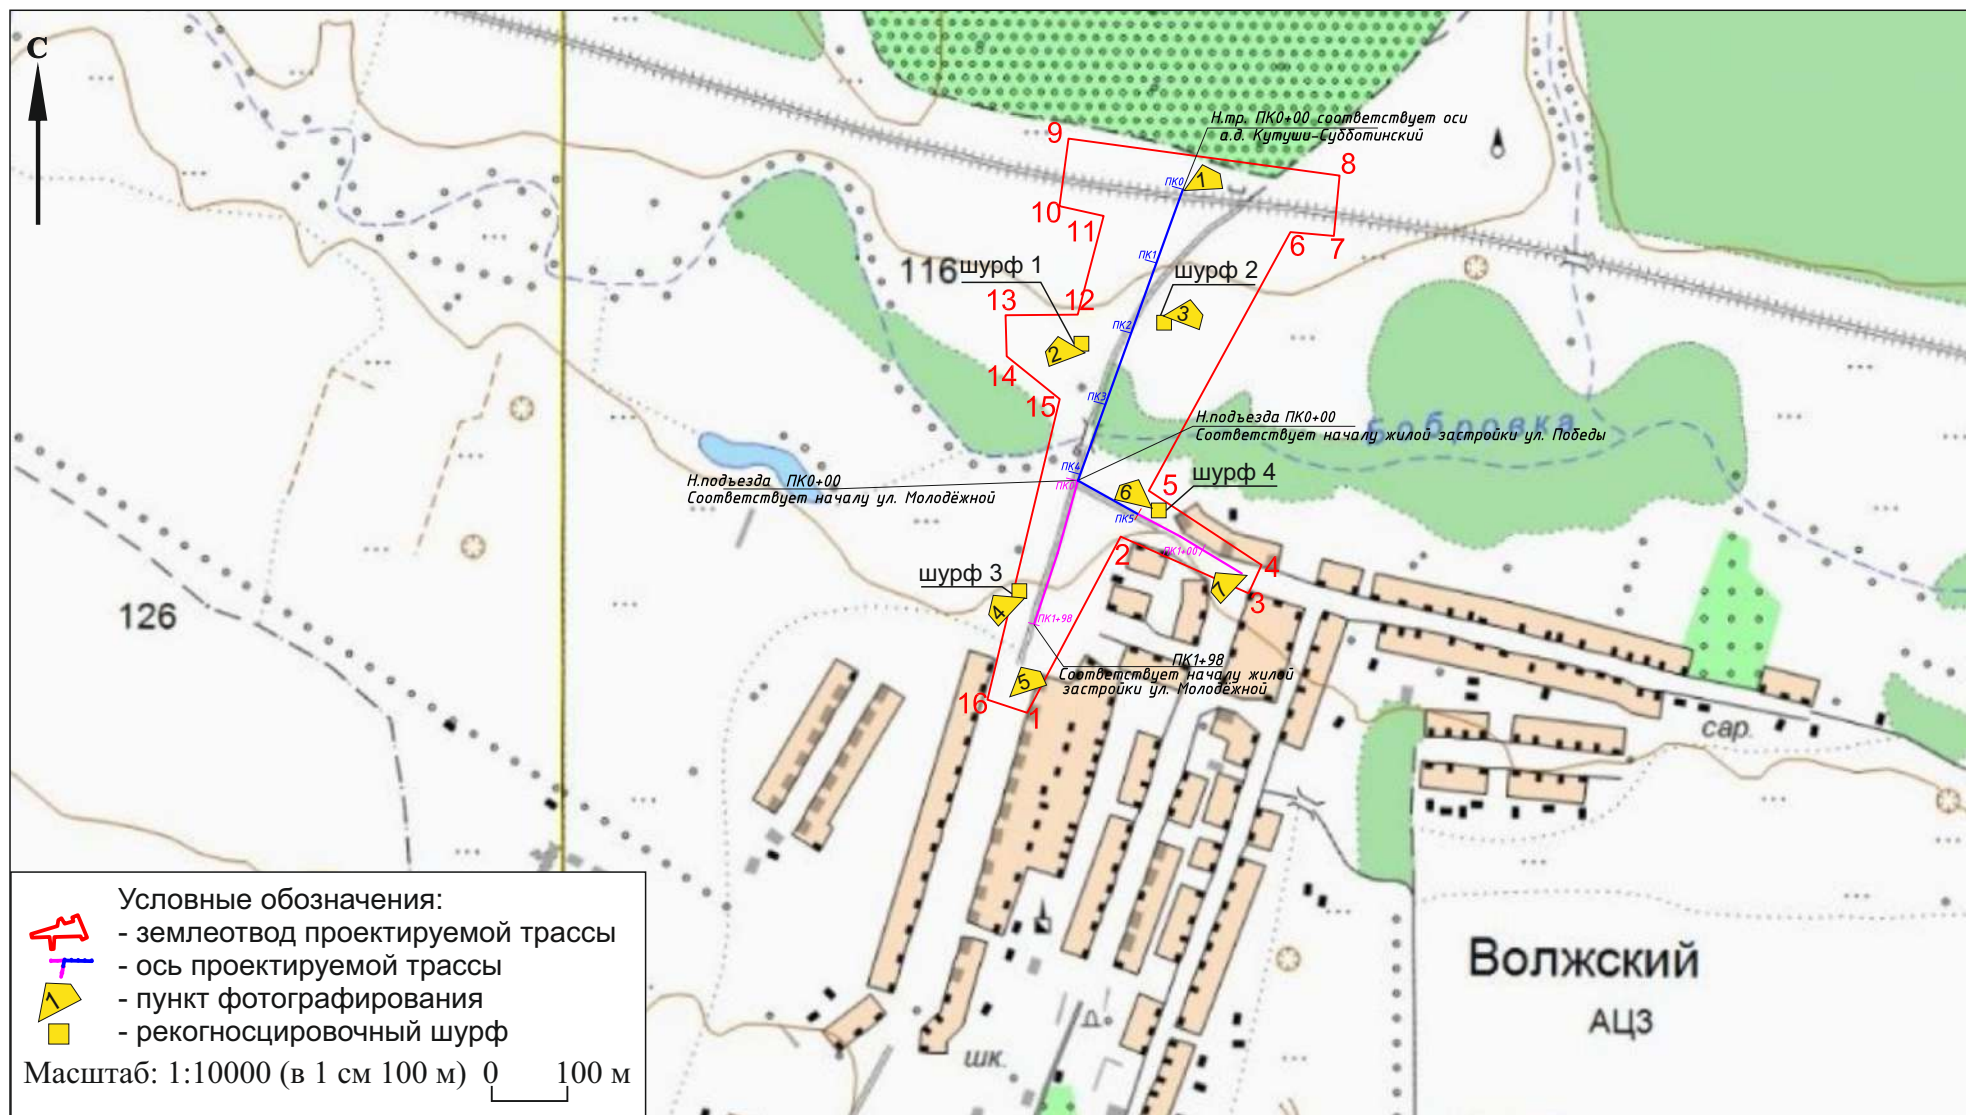 С
Н.тр. ПК0+00 соответствует оси
а.д. Кутуши-Субботинский
9
8
ПК0
1
10
11
6
7
ПК1
116
шурф 1
шурф 2
13
12
ПК2
3
2
14
15
ПК3
Н.подъезда ПК0+00
Соответствует началу жилой застройки ул. Победы
Бобровка
ПК4
ПК0
Н.подъезда ПК0+00
Соответствует началу ул. Молодёжной
шурф 4
6
5
ПК5
2
ПК1+00
4
7
3
шурф 3
4
126
ПК1+98
ПК1+98
Соответствует началу жилой
застройки ул. Молодёжной
5
16
1
сар.
Волжский
АЦЗ
шк.
Условные обозначения:
- землеотвод проектируемой трассы
- ось проектируемой трассы
1
- пункт фотографирования
- рекогносцировочный шурф
Масштаб: 1:10000 (в 1 см 100 м) 0 100 м